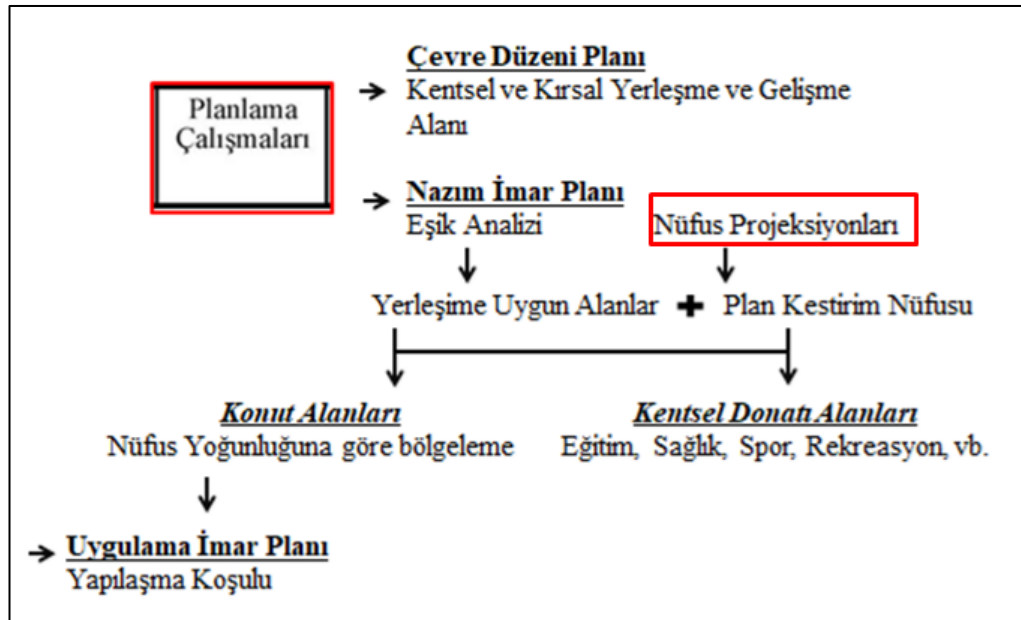 Çevre Düzeni Planı
Kentsel ve Kırsal Yerleşme ve Gelişme
Alanı
Planlama
Çalışmaları
Nazım İmar Planı
Eşik Analizi
Nüfus Projeksiyonları
Yerleşime Uygun Alanlar + Plan Kestirim Nüfusu
Konut Alanları
Nüfus Yoğunluğuna göre bölgeleme
Kentsel Donatı Alanları
Eğitim, Sağlık, Spor, Rekreasyon, vb.
Uygulama İmar Planı
Yapılaşma Koşulu